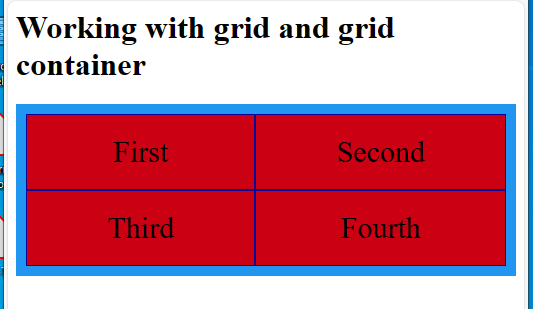 Working with grid and grid
container
First
Second
Third
Fourth